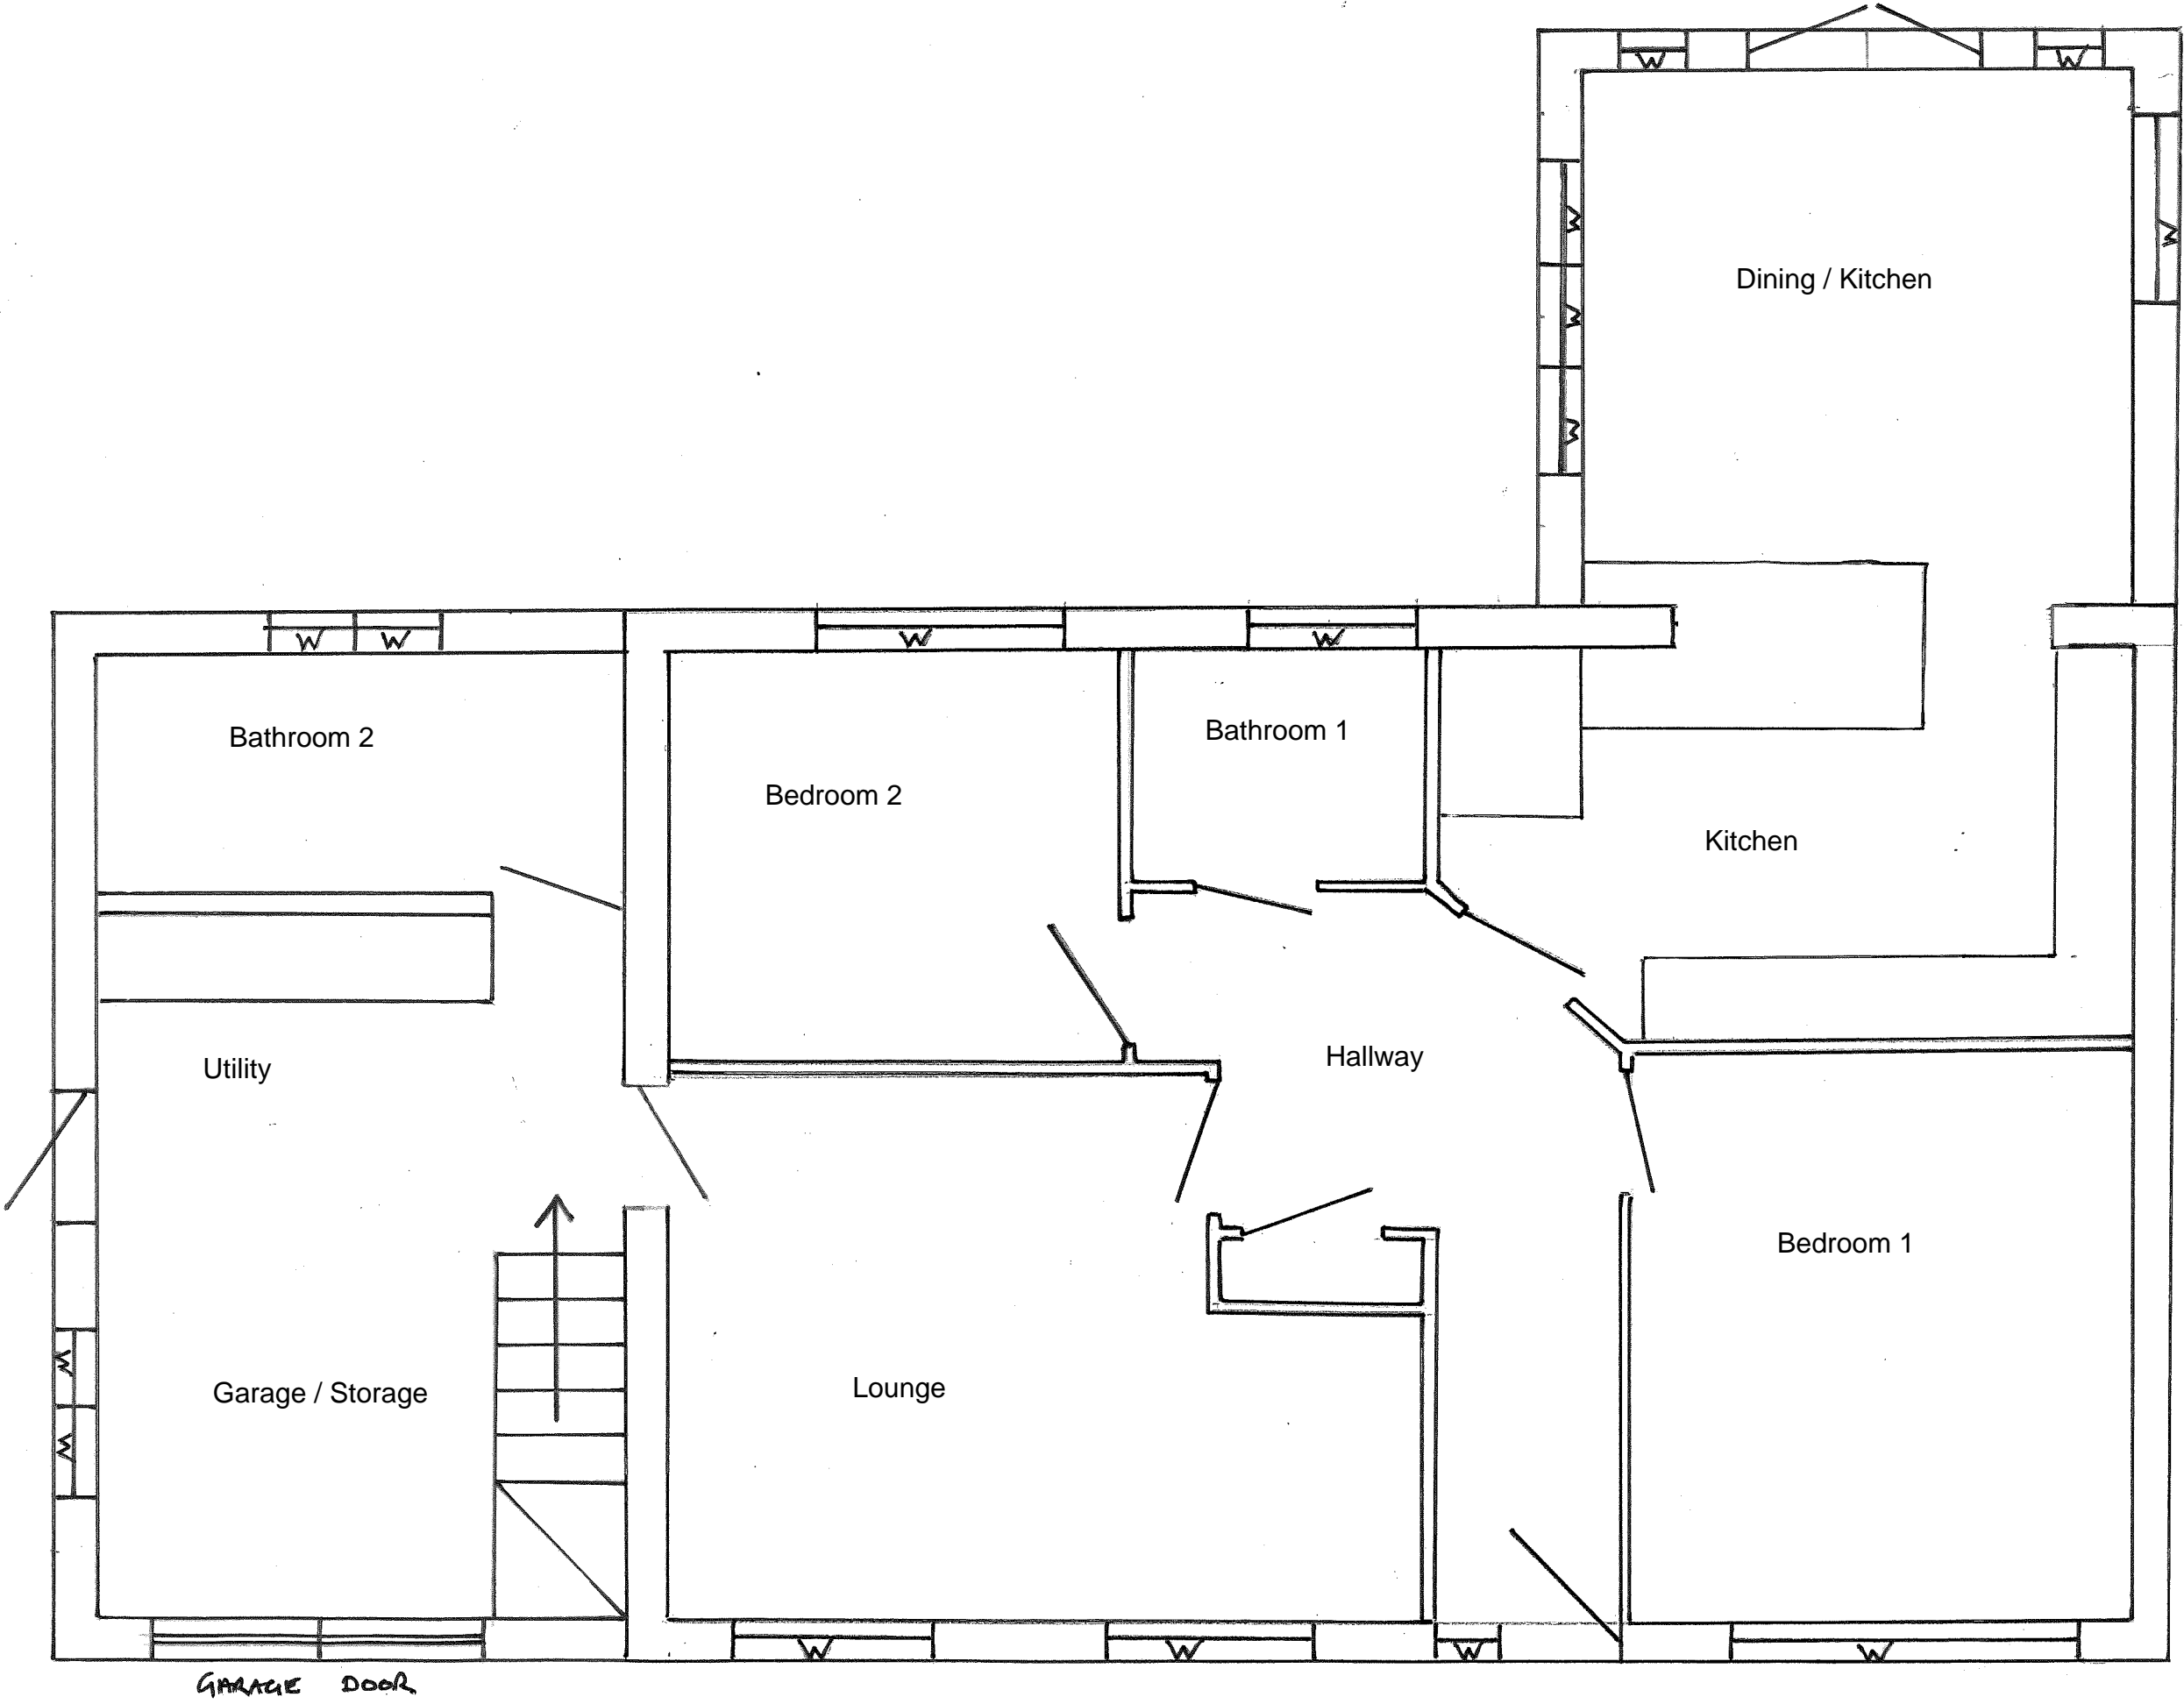 W W
W
W
Dining / Kitchen
W
W
W
W W
W
W
Bathroom 2
Bathroom 1
Bedroom 2
Kitchen
Utility
Hallway
Bedroom 1
W
Garage / Storage
Lounge
W
W
W
W
W
GARAGE DOOR